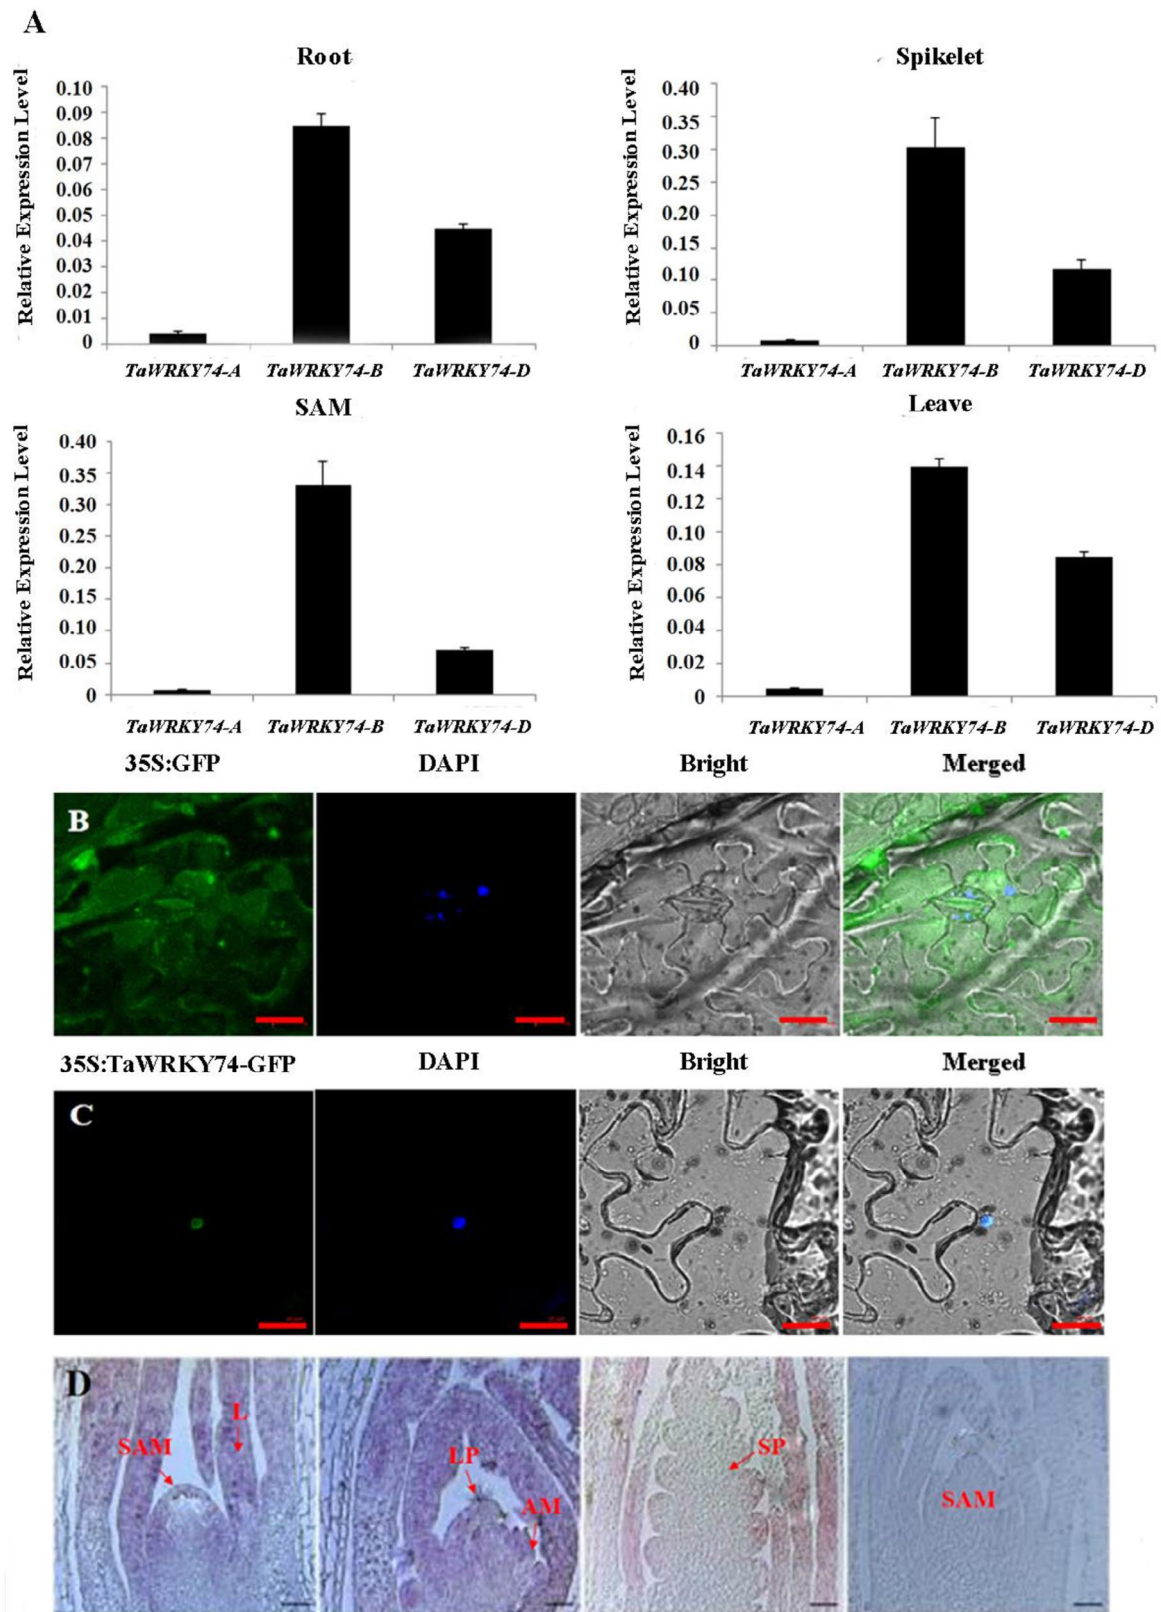 A
Root
Relative Expression Level
0.10
0.09
0.08
0.07
0.06
0.05
0.04
0.03
0.02
0.01
0
TaWRKY74-A TaWRKY74-B TaWRKY74-D
Spikelet
Relative Expression Level
0.40
0.35
0.30
0.25
0.20
0.15
0.10
0.05
0
TaWRKY74-A TaWRKY74-B TaWRKY74-D
SAM
Relative Expression Level
0.40
0.35
0.30
0.25
0.20
0.15
0.10
0.05
0
TaWRKY74-A TaWRKY74-B TaWRKY74-D
Leave
Relative Expression Level
0.16
0.14
0.12
0.10
0.08
0.06
0.04
0.02
0
TaWRKY74-A TaWRKY74-B TaWRKY74-D
35S:GFP DAPI Bright Merged
B
35S:TaWRKY74-GFP DAPI Bright Merged
C
D
L
SAM
LP
AM
SP
SAM